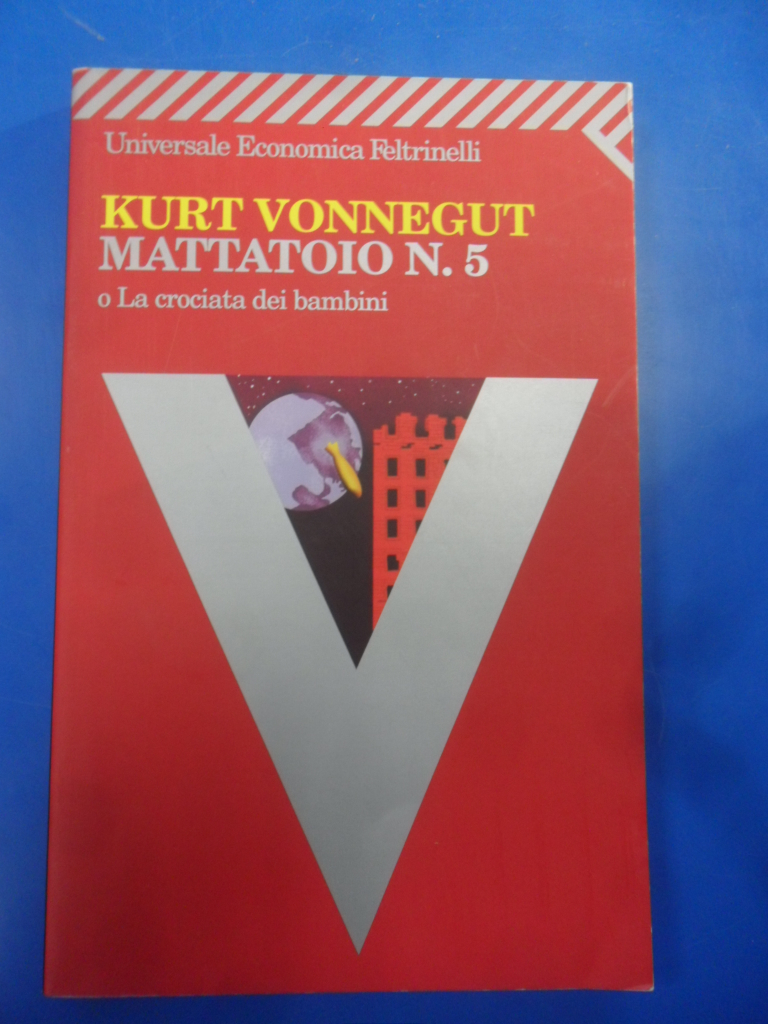 Universale Economica Feltrinelli
KURT VONNEGUT
MATTATOIO N. 5
o La crociata dei bambini
V